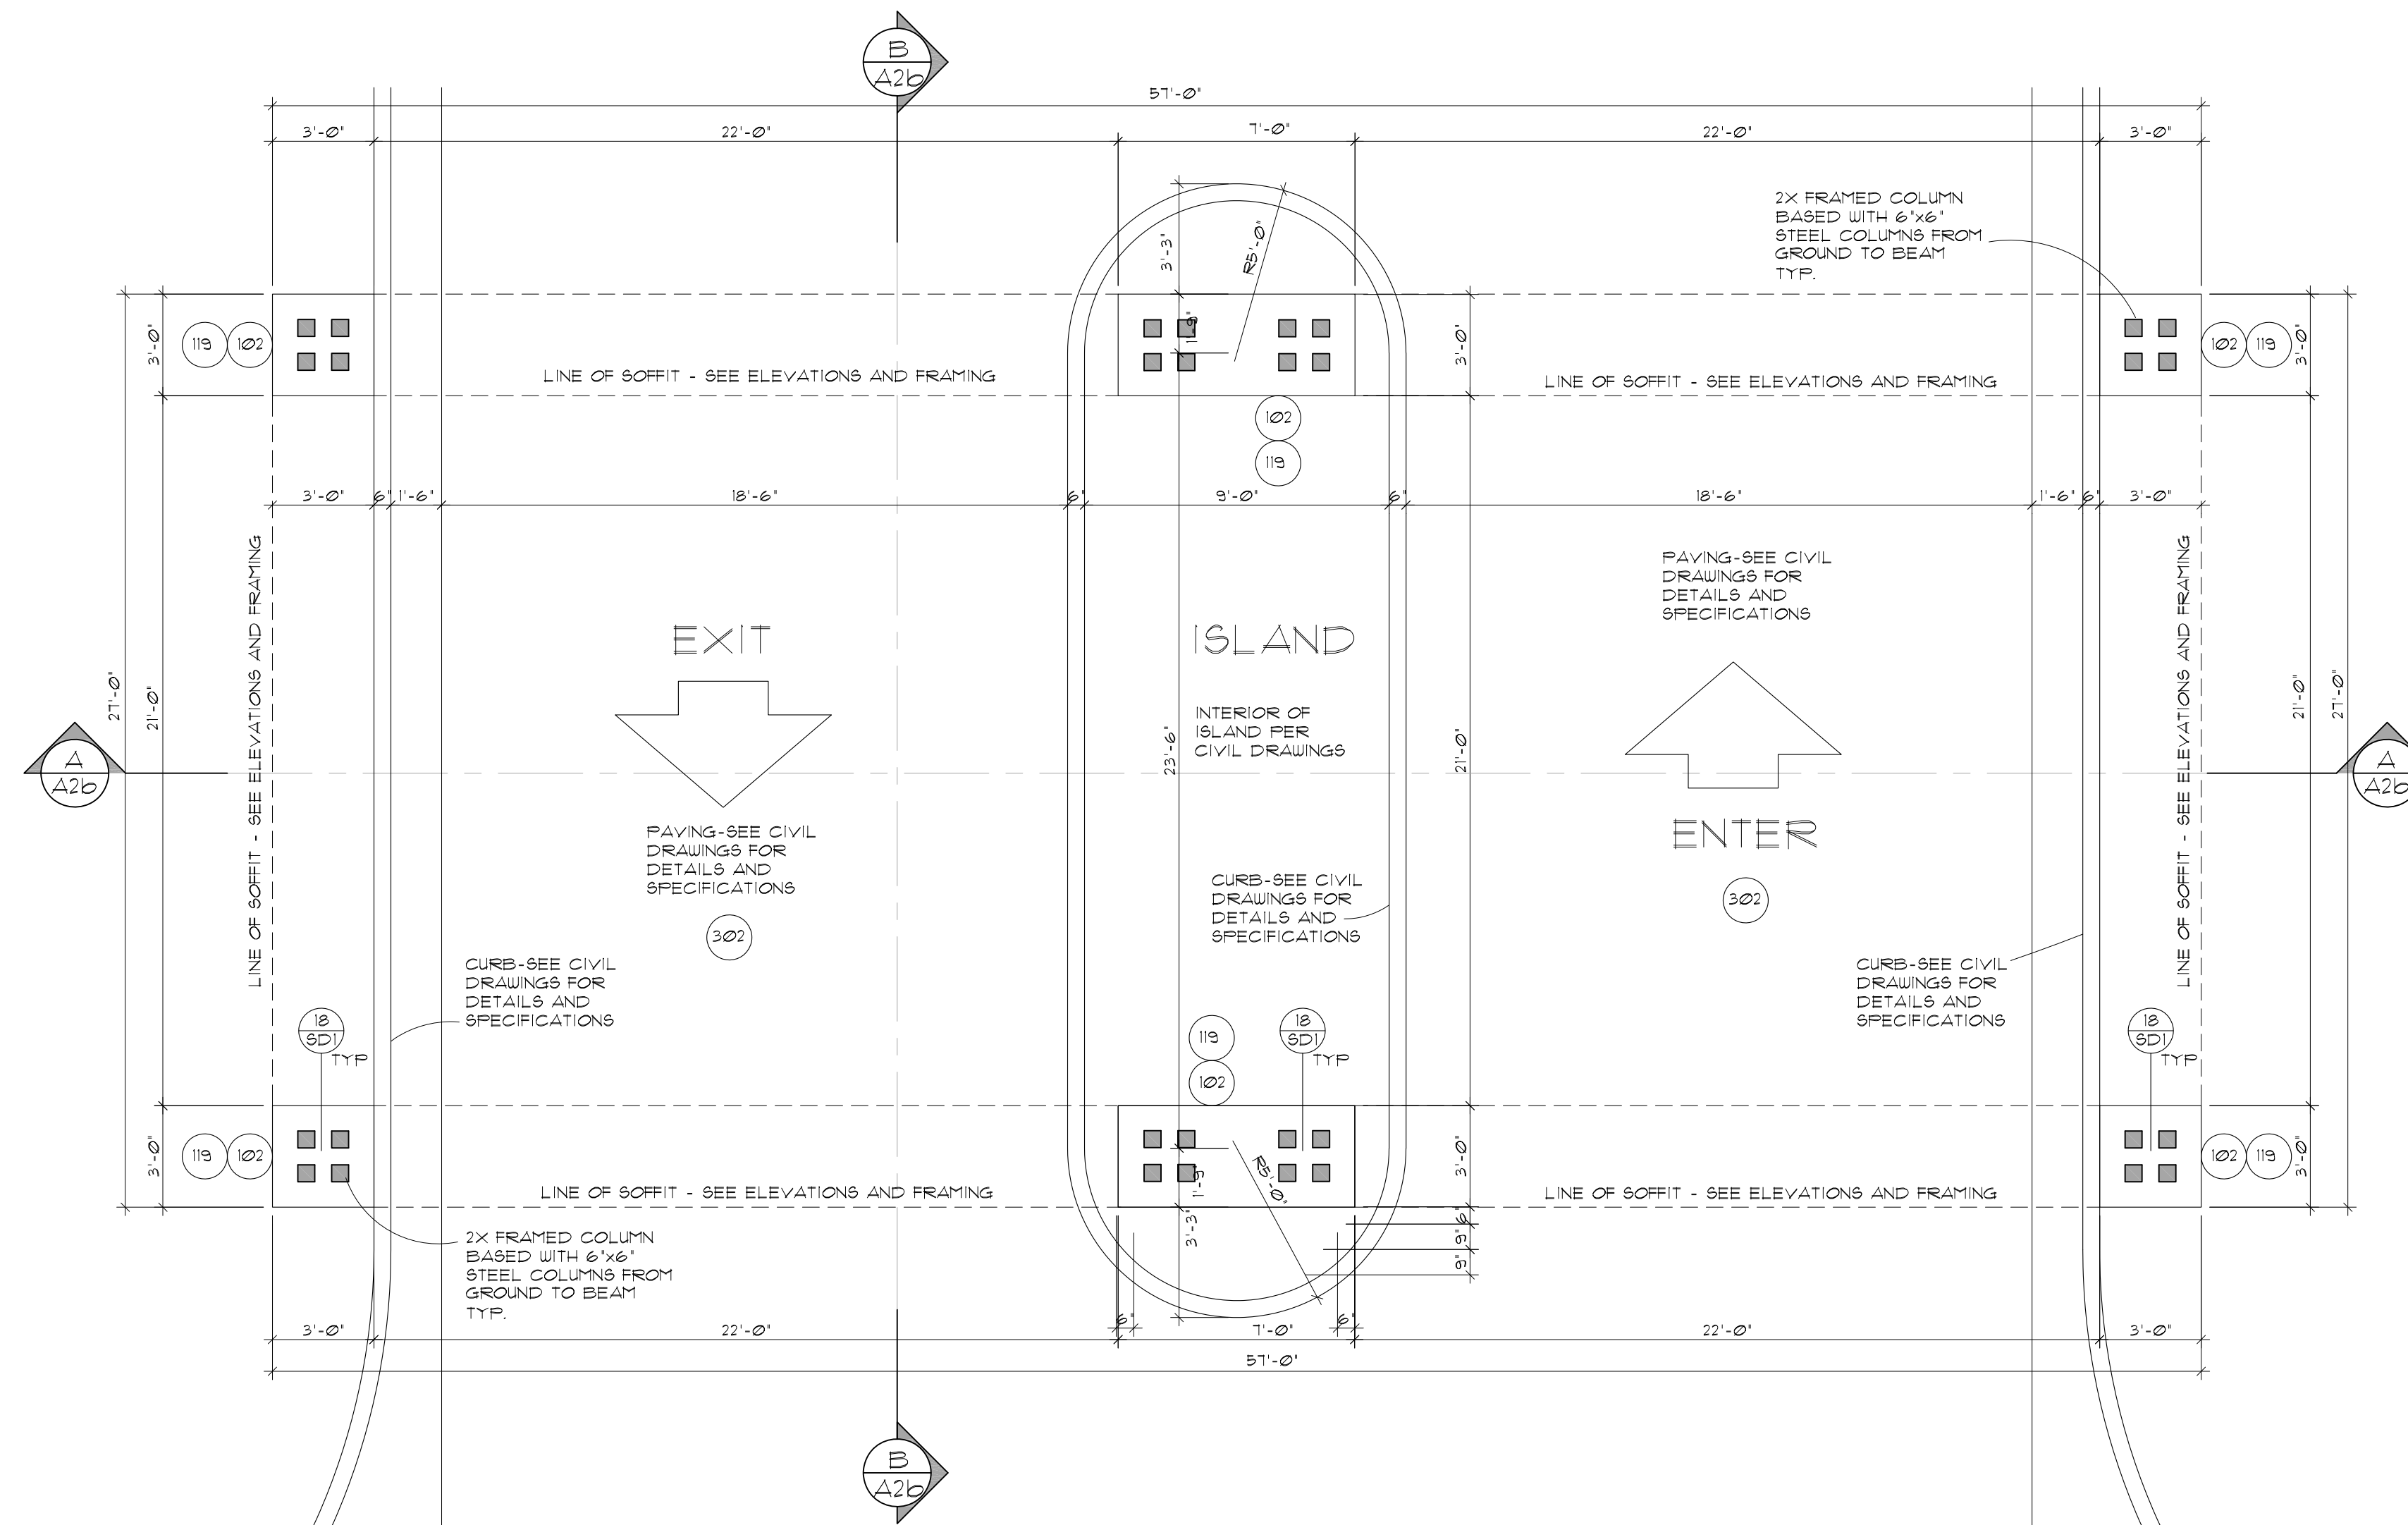 B
A2b
57'-0"
3'-0"
22'-0"
7'-0"
22'-0"
3'-0"
2X FRAMED COLUMN
BASED WITH 6"x6"
STEEL COLUMNS FROM
GROUND TO BEAM
TYP.
3'-3"
R5'-0"
1'-9"
3'-0"
119
102
3'-0"
102
119
3'-0"
LINE OF SOFFIT - SEE ELEVATIONS AND FRAMING
LINE OF SOFFIT - SEE ELEVATIONS AND FRAMING
102
119
3'-0"
6"
1'-6"
18'-6"
6"
9'-0"
6"
18'-6"
1'-6"
6"
3'-0"
LINE OF SOFFIT - SEE ELEVATIONS AND FRAMING
LINE OF SOFFIT - SEE ELEVATIONS AND FRAMING
PAVING-SEE CIVIL
DRAWINGS FOR
DETAILS AND
SPECIFICATIONS
EXIT
ISLAND
INTERIOR OF
ISLAND PER
CIVIL DRAWINGS
27'-0"
21'-0"
23'-6"
21'-0"
21'-0"
27'-0"
A
A2b
A
A2b
ENTER
302
PAVING-SEE CIVIL
DRAWINGS FOR
DETAILS AND
SPECIFICATIONS
302
CURB-SEE CIVIL
DRAWINGS FOR
DETAILS AND
SPECIFICATIONS
CURB-SEE CIVIL
DRAWINGS FOR
DETAILS AND
SPECIFICATIONS
CURB-SEE CIVIL
DRAWINGS FOR
DETAILS AND
SPECIFICATIONS
18
SD1
TYP
119
102
18
SD1
TYP
18
SD1
TYP
3'-0"
119
102
1'-9"
R5'-0"
3'-0"
102
119
3'-0"
LINE OF SOFFIT - SEE ELEVATIONS AND FRAMING
LINE OF SOFFIT - SEE ELEVATIONS AND FRAMING
3'-3"
6"
9"
9"
2X FRAMED COLUMN
BASED WITH 6"x6"
STEEL COLUMNS FROM
GROUND TO BEAM
TYP.
6"
6"
3'-0"
22'-0"
7'-0"
22'-0"
3'-0"
57'-0"
B
A2b